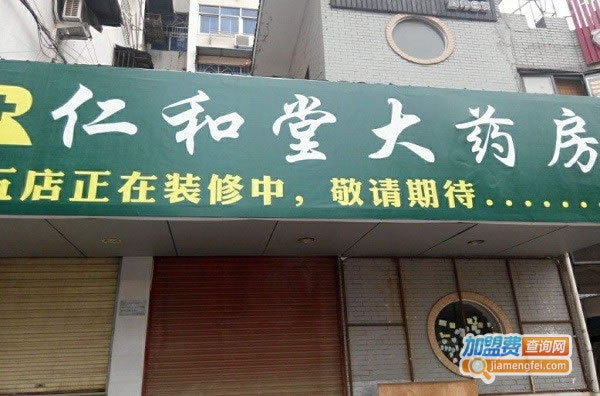 仁和堂大药房
五店正在装修中，敬请期待.......
加盟费查询网
jiamengfei.com